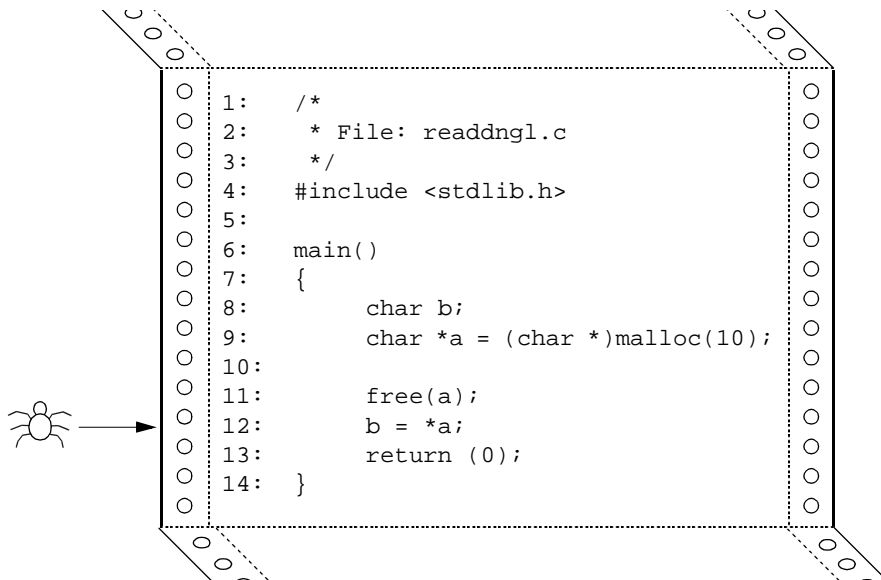 1: /*
2: * File: readdngl.c
3: */
4: #include <stdlib.h>
5:
6: main()
7: {
8: char b;
9: char *a = (char *)malloc(10);
10:
11: free(a);
12: b = *a;
13: return (0);
14: }